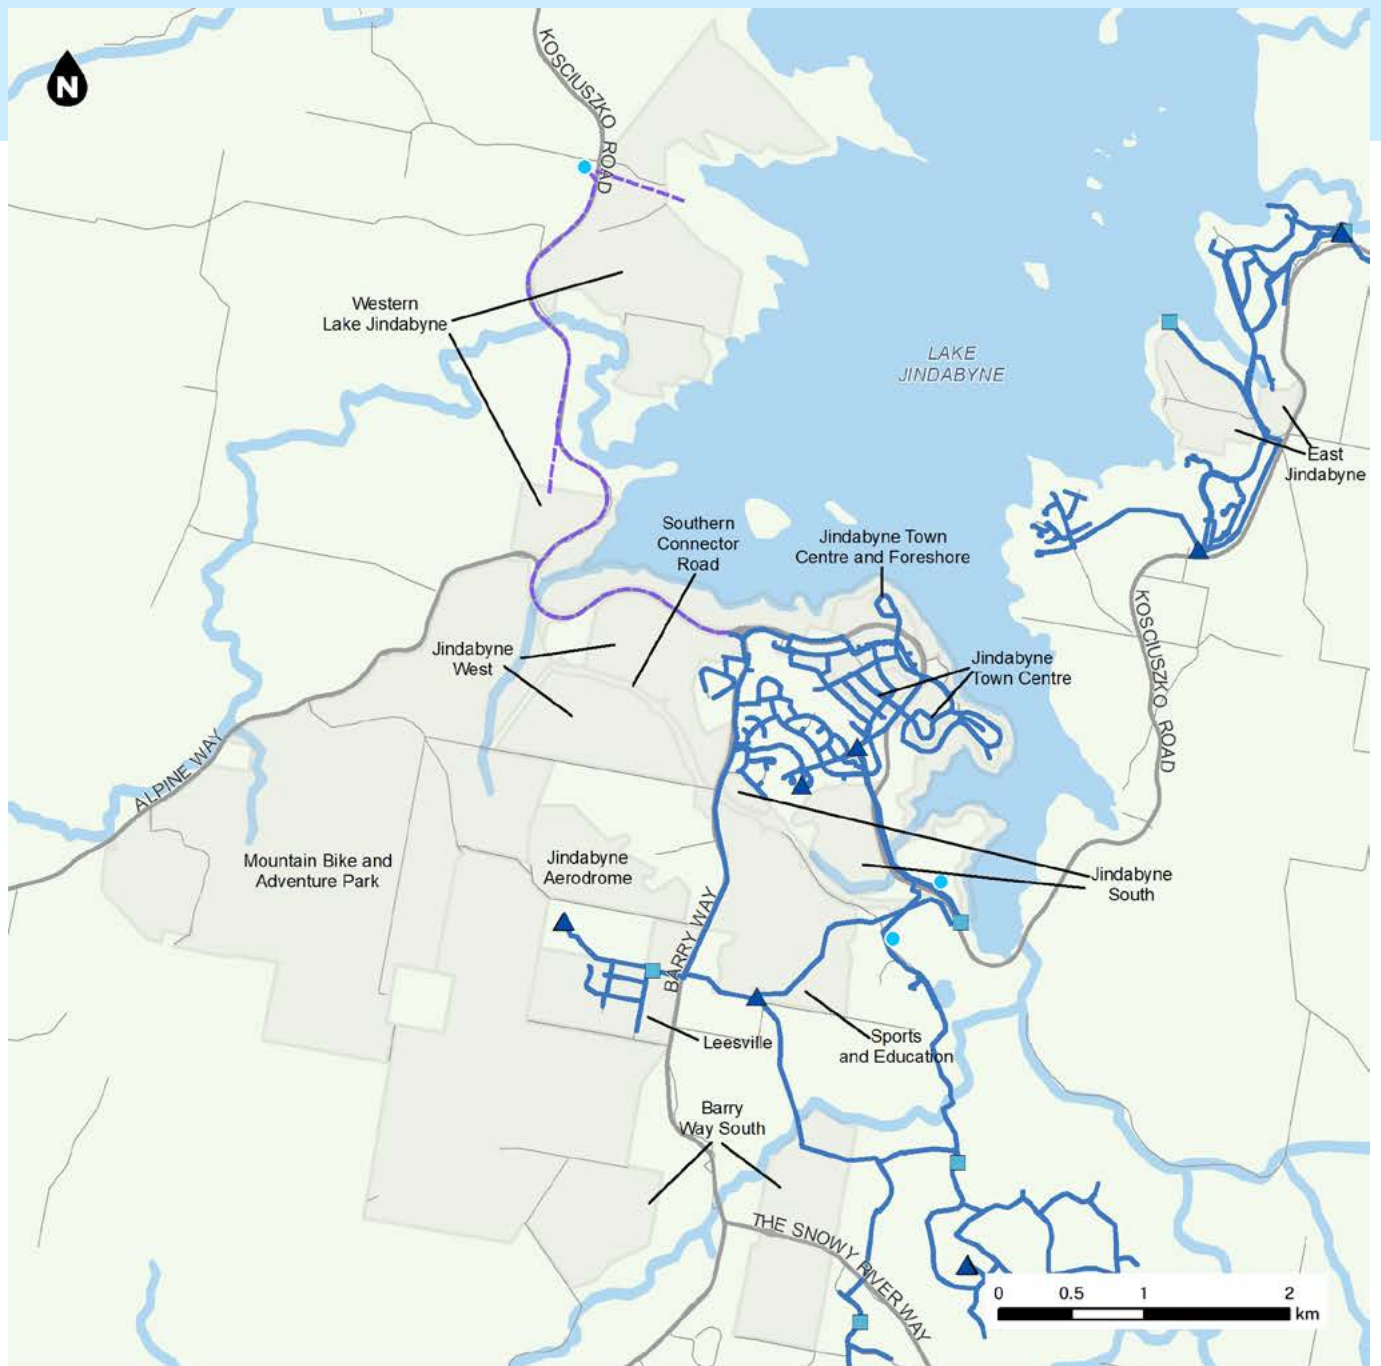 N
KOSCIUSZKO ROAD
Western
Lake Jindabyne
LAKE
JINDABYNE
East
Jindabyne
Southern
Connector
Road
Jindabyne Town
Centre and Foreshore
KOSCIUSZKO ROAD
Jindabyne
West
Jindabyne
Town Centre
ALPINE WAY
Mountain Bike and
Adventure Park
Jindabyne
Aerodrome
Jindabyne
South
BARRY WAY
Leesville
Sports
and Education
Barry
Way South
THE SNOWY RIVER WAY
0 0.5 1 2
km